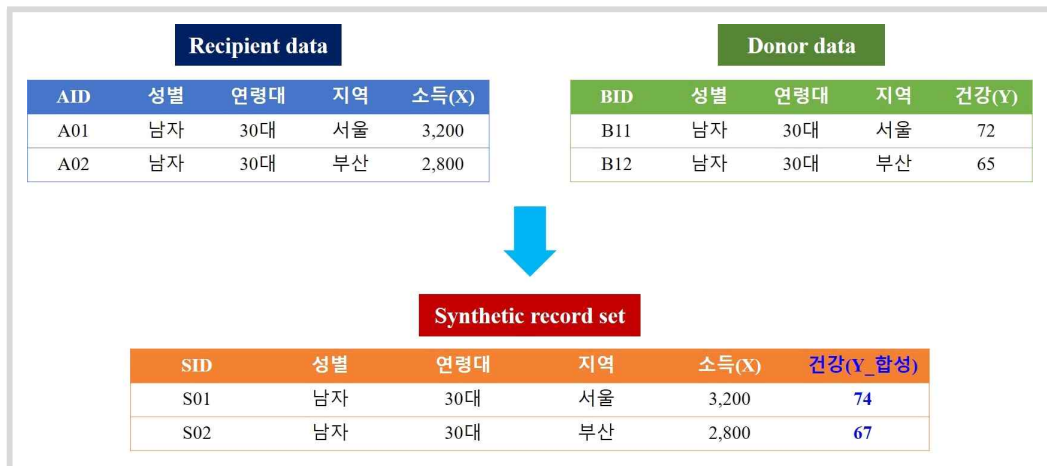 Recipient data
Donor data
AID 성별 연령대 지역 소득(X)
A01 남자 30대 서울 3,200
A02 남자 30대 부산 2,800
BID 성별 연령대 지역 건강(Y)
B11 남자 30대 서울 72
B12 남자 30대 부산 65
Synthetic record set
SID 성별 연령대 지역 소득(X) 건강(Y_합성)
S01 남자 30대 서울 3,200 74
S02 남자 30대 부산 2,800 67